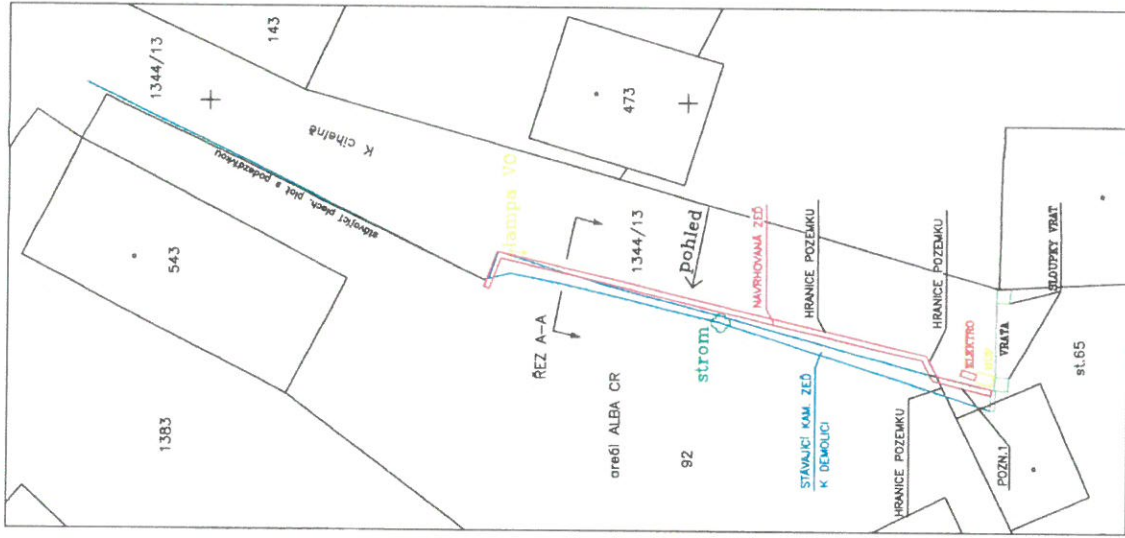 1344/13
143
K cihelně
stávající plech. plot s podezdívkou
543
473
lampa VO
1344/13
pohled
ŘEZ A-A
NAVRHOVANÁ ZEĎ
HRANICE POZEMKU
HRANICE POZEMKU
strom
1383
areál ALBA CR
92
STÁVAJÍCÍ KAM. ZEĎ
K DEMOLICI
HRANICE POZEMKU
POZN.1
ELEKTRO
VRATA
SLOUPKY VRAT
st.65